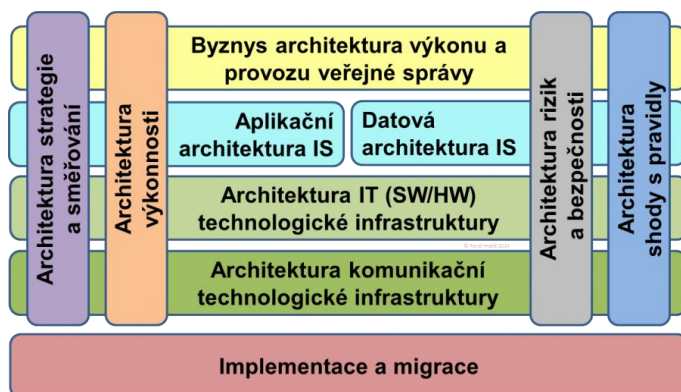 Architektura strategie
a směřování
Architektura
výkonnosti
Byznys architektura výkonu a
provozu veřejné správy
Aplikační
architektura IS
Datová
architektura IS
Architektura IT (SW/HW)
technologické infrastruktury
Architektura komunikační
technologické infrastruktury
Architektura rizik
a bezpečnosti
Architektura
shody s pravidly
Implementace a migrace